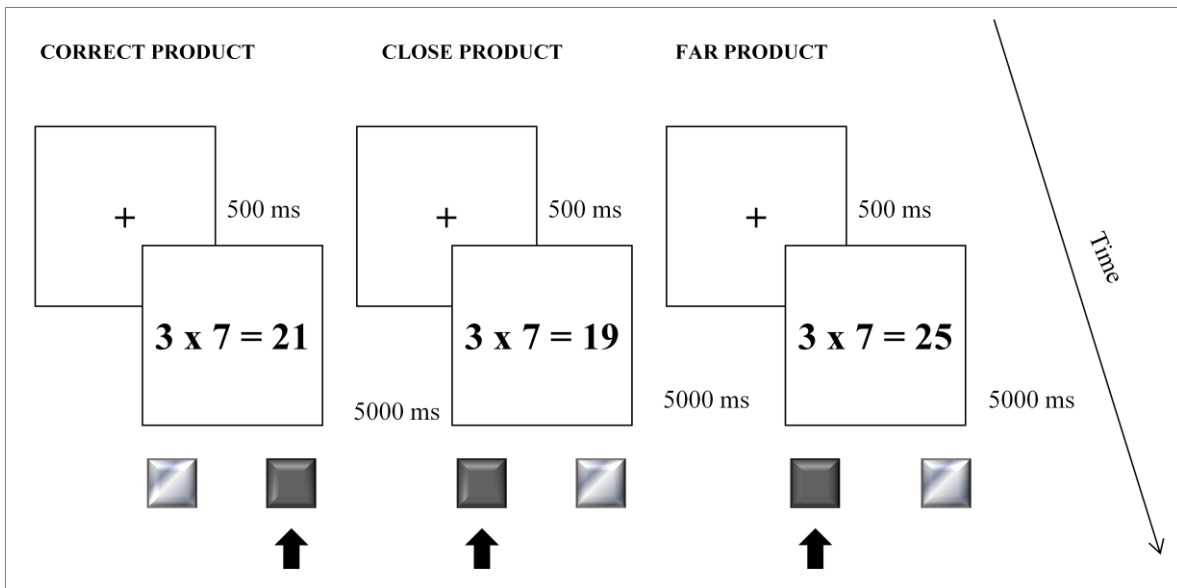 CORRECT PRODUCT
CLOSE PRODUCT
FAR PRODUCT
+
500 ms
+
500 ms
+
500 ms
Time
3 x 7 = 21
3 x 7 = 19
3 x 7 = 25
5000 ms
5000 ms
5000 ms